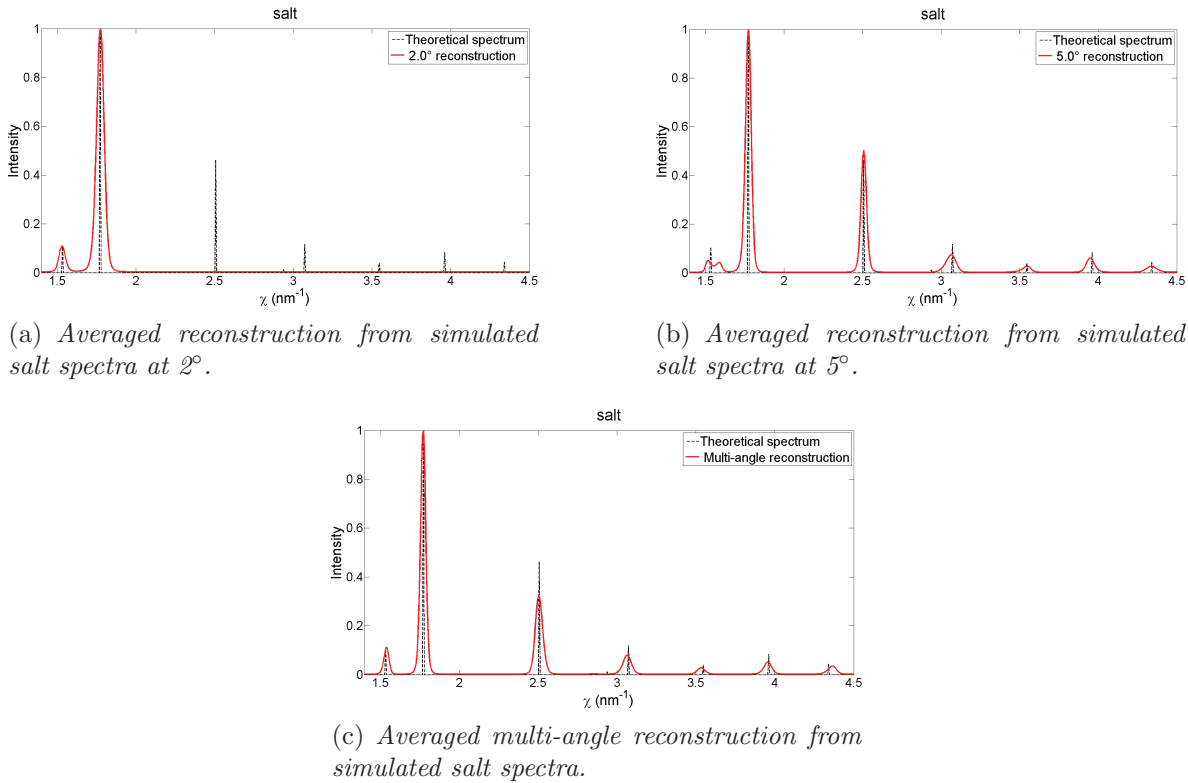 salt
1
0.8
0.6
0.4
0.2
0
Intensity
1.5 2 2.5 3 3.5 4 4.5
χ (nm⁻¹)
Theoretical spectrum
2.0° reconstruction
(a) Averaged reconstruction from simulated
salt spectra at 2°.
salt
1
0.8
0.6
0.4
0.2
0
Intensity
1.5 2 2.5 3 3.5 4 4.5
χ (nm⁻¹)
Theoretical spectrum
5.0° reconstruction
(b) Averaged reconstruction from simulated
salt spectra at 5°.
salt
1
0.8
0.6
0.4
0.2
0
Intensity
1.5 2 2.5 3 3.5 4 4.5
χ (nm⁻¹)
Theoretical spectrum
Multi-angle reconstruction
(c) Averaged multi-angle reconstruction from
simulated salt spectra.